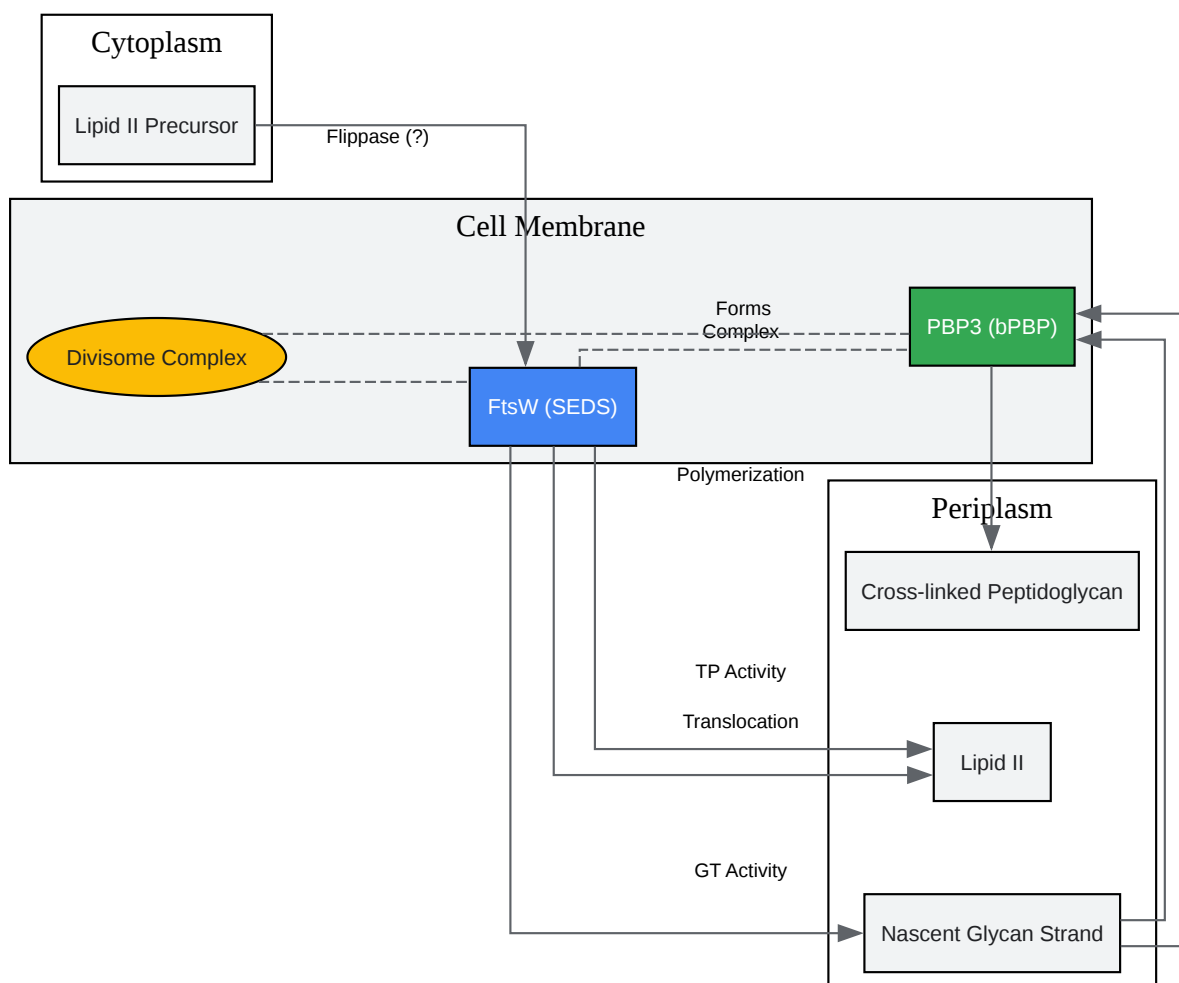 Cytoplasm
Lipid II Precursor
Flippase (?)
Cell Membrane
Forms
Complex
PBP3 (bPBP)
Divisome Complex
FtsW (SEDS)
Polymerization
Periplasm
Cross-linked Peptidoglycan
TP Activity
Translocation
Lipid II
GT Activity
Nascent Glycan Strand